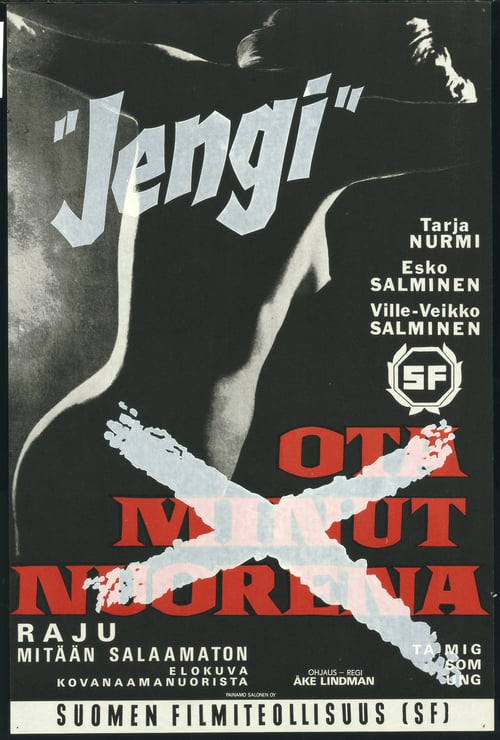 "Jengi"
Tarja
NURMI
Esko
SALMINEN
Ville-Veikko
SALMINEN
SF
OTA
MINUT
NUORENA
RAJU
MITÄÄN SALAAMATON
ELOKUVA
KOVANAAMANUORISTA
OHJAUS – REGI
ÅKE LINDMAN
TA MIG
SOM
UNG
PAINAMO SALONEN OY
SUOMEN FILMITEOLLISUUS (SF)